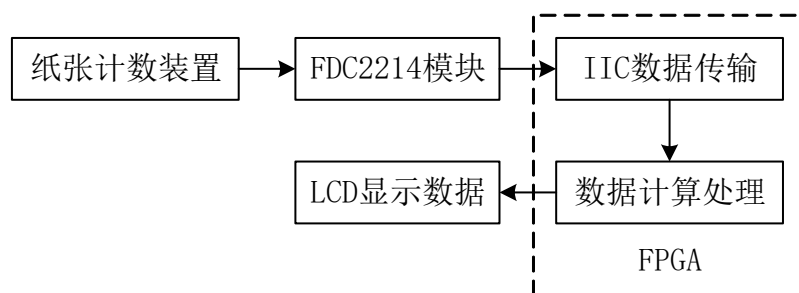 纸张计数装置
FDC2214模块
IIC数据传输
LCD显示数据
数据计算处理
FPGA